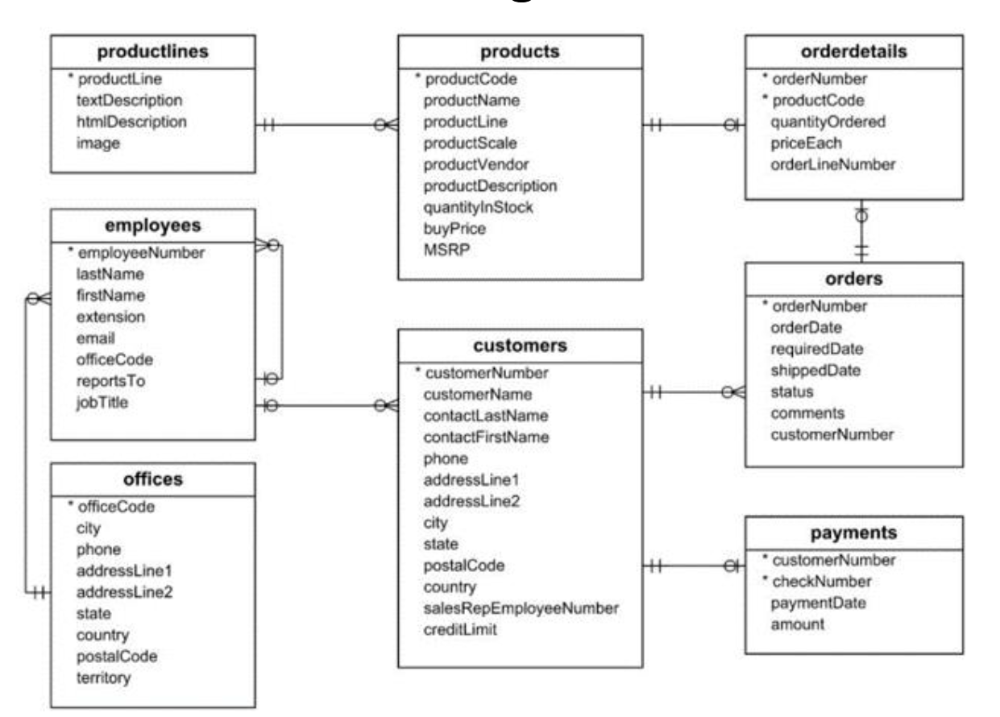 productlines
* productLine
textDescription
htmlDescription
image
products
* productCode
productName
productLine
productScale
productVendor
productDescription
quantityInStock
buyPrice
MSRP
orderdetails
* orderNumber
* productCode
quantityOrdered
priceEach
orderLineNumber
employees
* employeeNumber
lastName
firstName
extension
email
officeCode
reportsTo
jobTitle
customers
* customerNumber
customerName
contactLastName
contactFirstName
phone
addressLine1
addressLine2
city
state
postalCode
country
salesRepEmployeeNumber
creditLimit
orders
* orderNumber
orderDate
requiredDate
shippedDate
status
comments
customerNumber
offices
* officeCode
city
phone
addressLine1
addressLine2
state
country
postalCode
territory
payments
* customerNumber
* checkNumber
paymentDate
amount